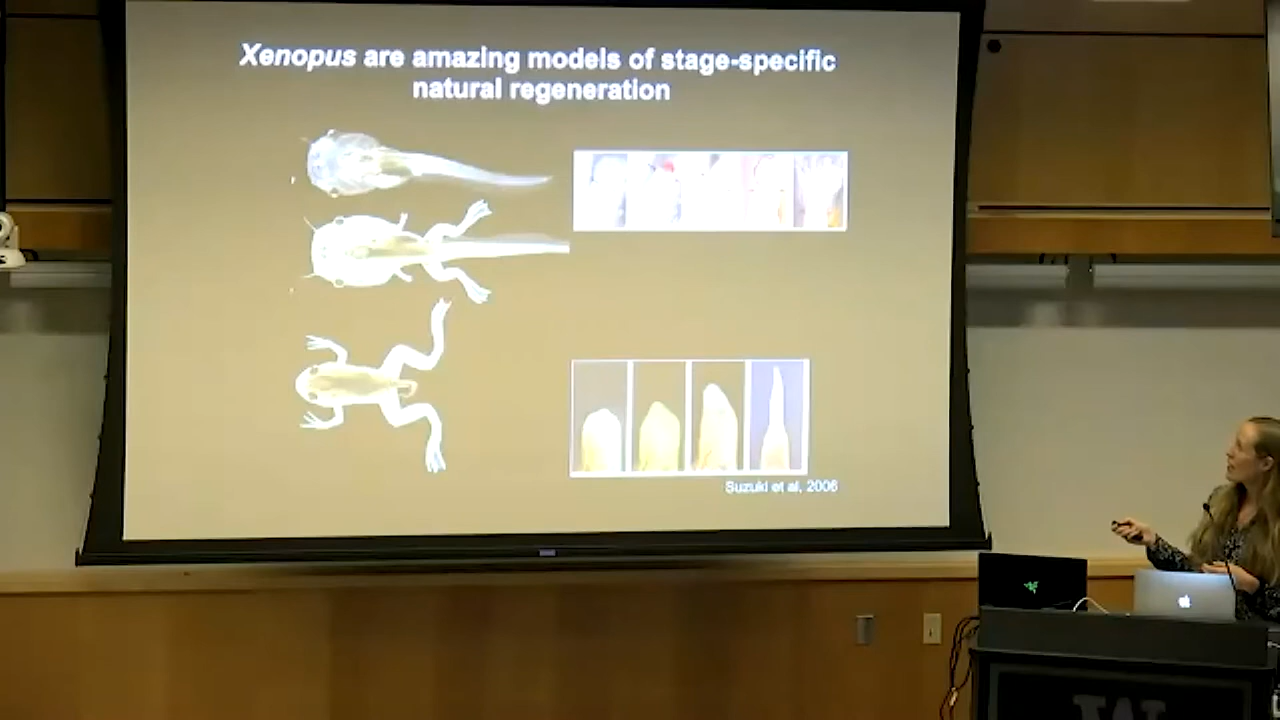 Xenopus are amazing models of stage-specific
natural regeneration
Suzuki et al, 2006
W